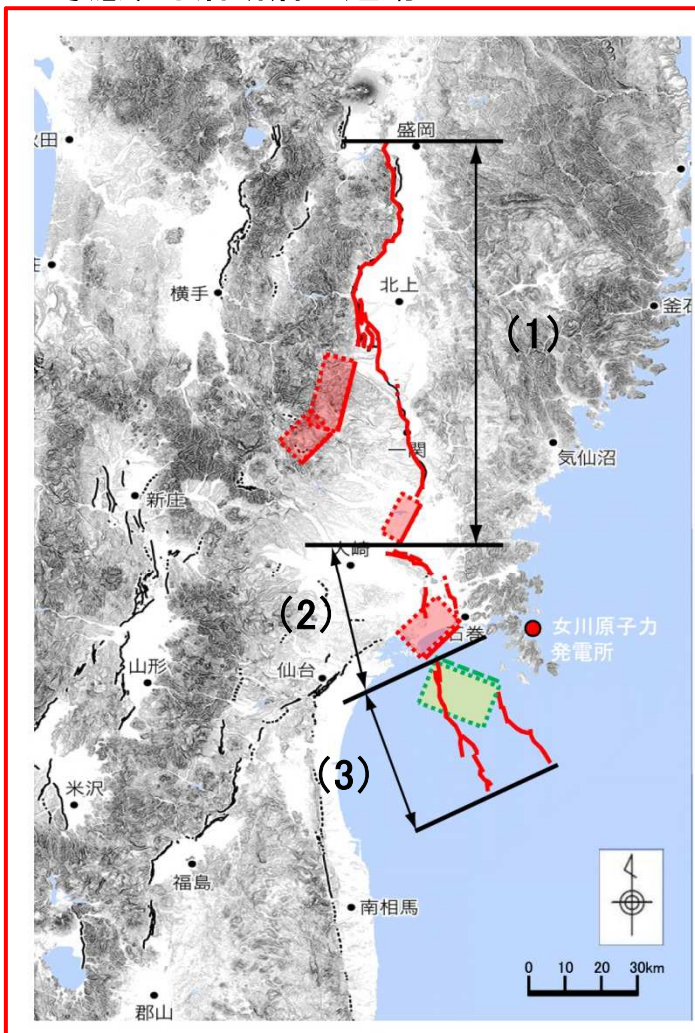 盛岡
秋田
横手
北上
(1)
釜石
一関
気仙沼
新庄
大崎
(2)
石巻
女川原子力
発電所
山形
仙台
(3)
米沢
福島
南相馬
0 10 20 30km
郡山